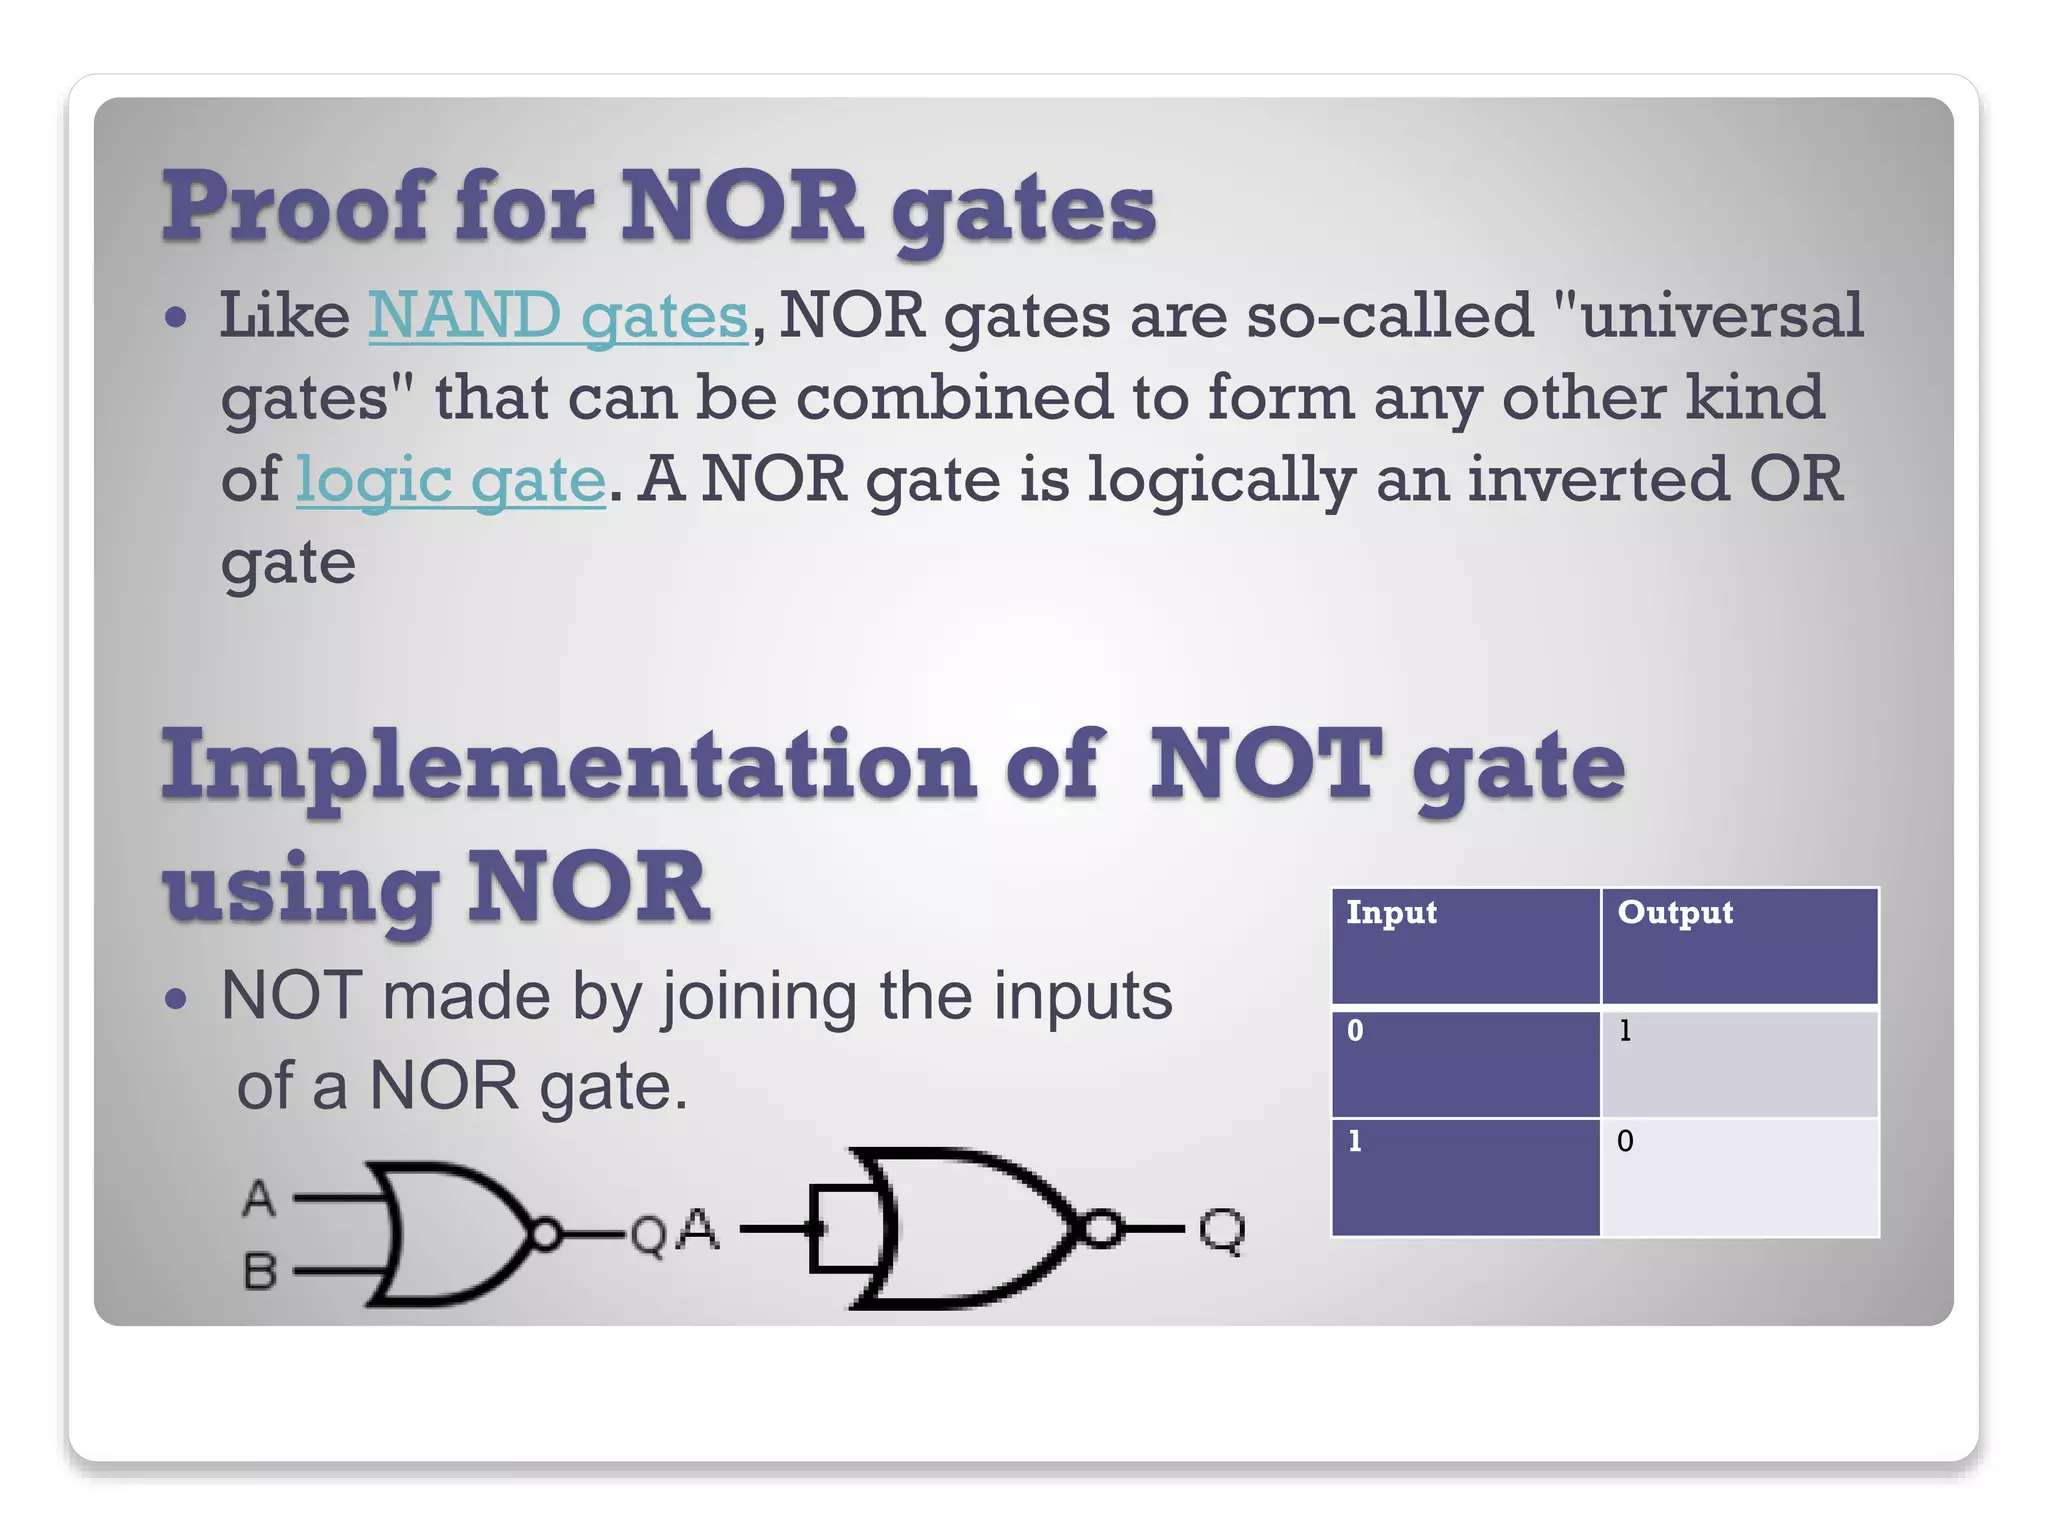 Proof for NOR gates
Like NAND gates, NOR gates are so-called "universal
gates" that can be combined to form any other kind
of logic gate. A NOR gate is logically an inverted OR
gate
Implementation of NOT gate
using NOR
NOT made by joining the inputs
of a NOR gate.
Input Output
0 1
1 0
A
B
Q
A
Q